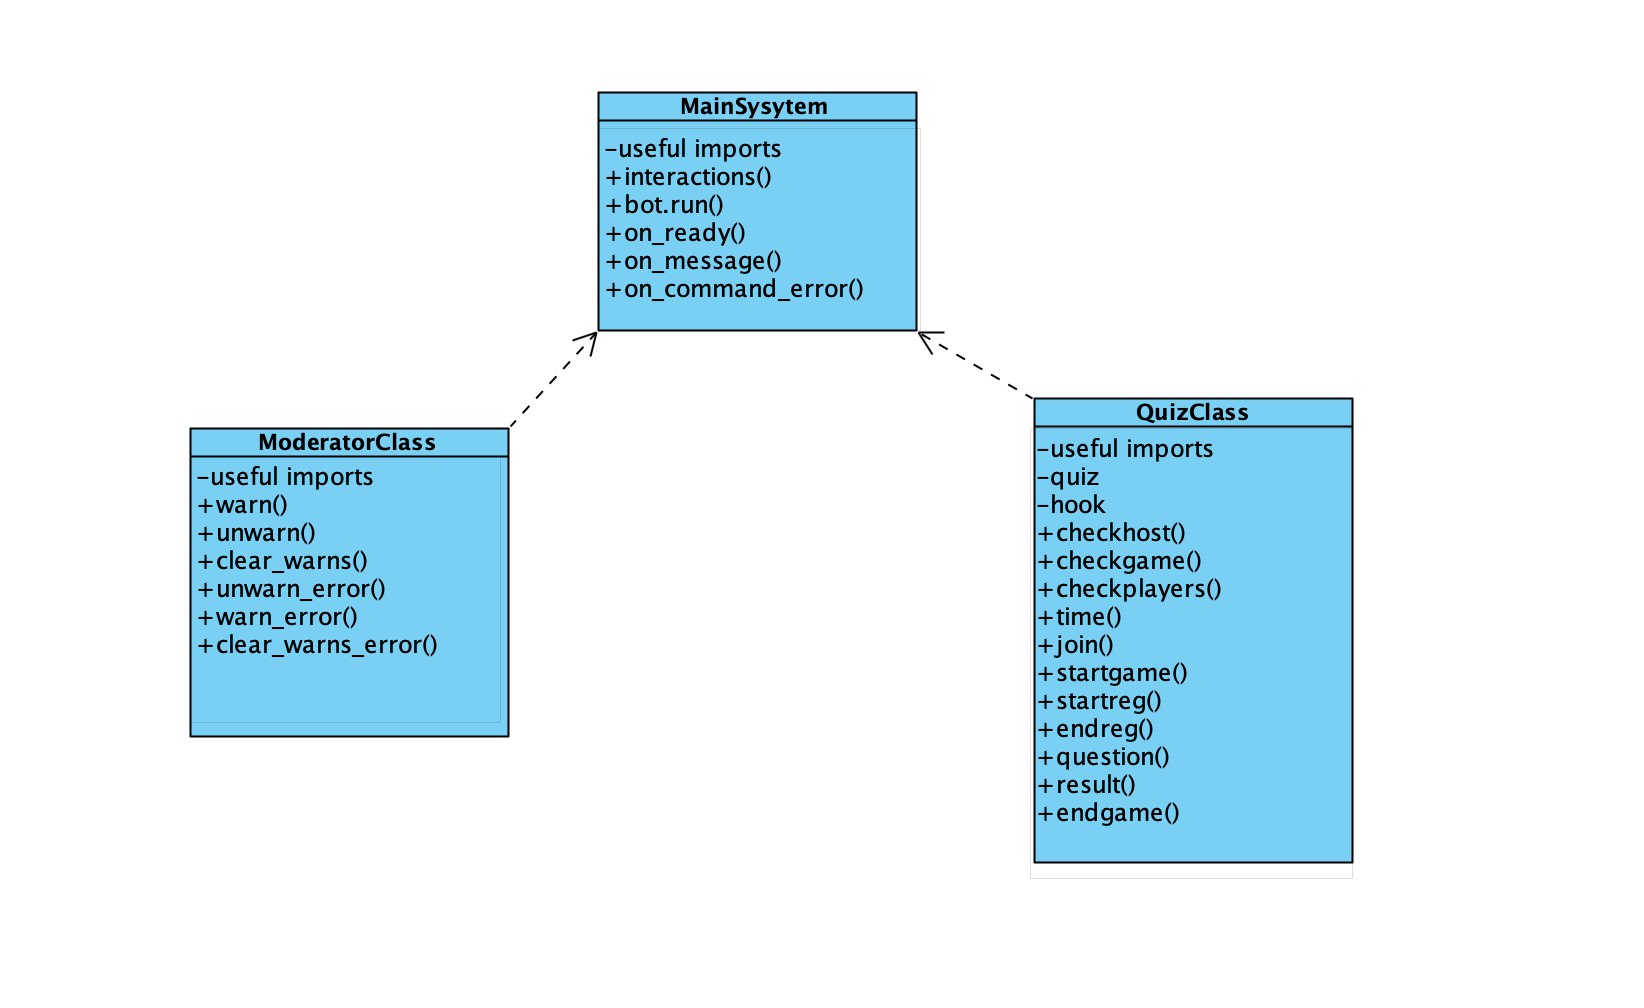 MainSysytem
-useful imports
+interactions()
+bot.run()
+on_ready()
+on_message()
+on_command_error()
ModeratorClass
-useful imports
+warn()
+unwarn()
+clear_warns()
+unwarn_error()
+warn_error()
+clear_warns_error()
QuizClass
-useful imports
-quiz
-hook
+checkhost()
+checkgame()
+checkplayers()
+time()
+join()
+startgame()
+startreg()
+endreg()
+question()
+result()
+endgame()